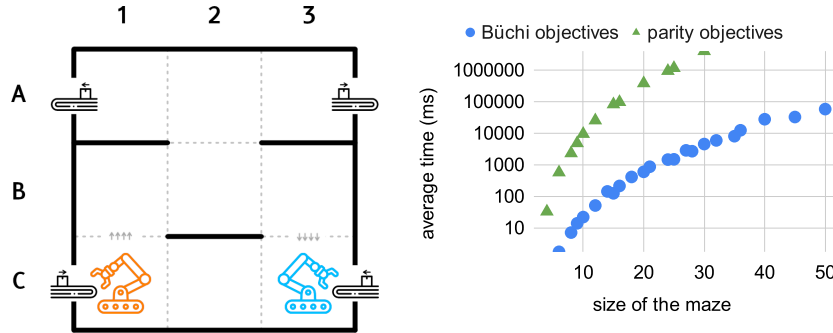 1 2 3
A
B
C
Büchi objectives parity objectives
average time (ms)
1000000
100000
10000
1000
100
10
10 20 30 40 50
size of the maze